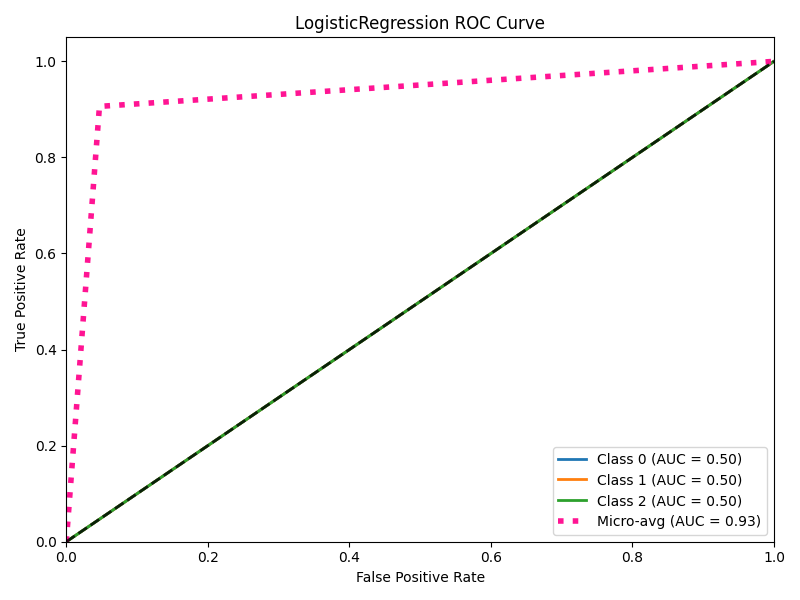 LogisticRegression ROC Curve
True Positive Rate
1.0
0.8
0.6
0.4
0.2
0.0
0.0 0.2 0.4 0.6 0.8 1.0
False Positive Rate
Class 0 (AUC = 0.50)
Class 1 (AUC = 0.50)
Class 2 (AUC = 0.50)
Micro-avg (AUC = 0.93)